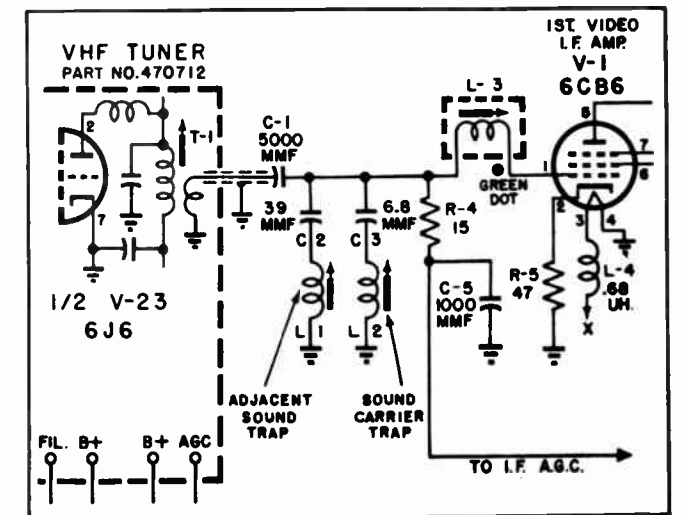 VHF TUNER
PART NO. 470712
1ST. VIDEO
I.F. AMP.
V-1
6CB6
L-3
2
T-1
C-1
5000
MMF
5
7
6
1
GREEN
DOT
7
39
MMF
C 2
6.8
MMF
C 3
R-4
15
2
3
4
L-4
.68
UH.
X
R-5
47
C-5
1000
MMF
1/2 V-23
6J6
L 1
L 2
ADJACENT
SOUND
TRAP
SOUND
CARRIER
TRAP
FIL. B+ B+ AGC
TO I.F. A.G.C.